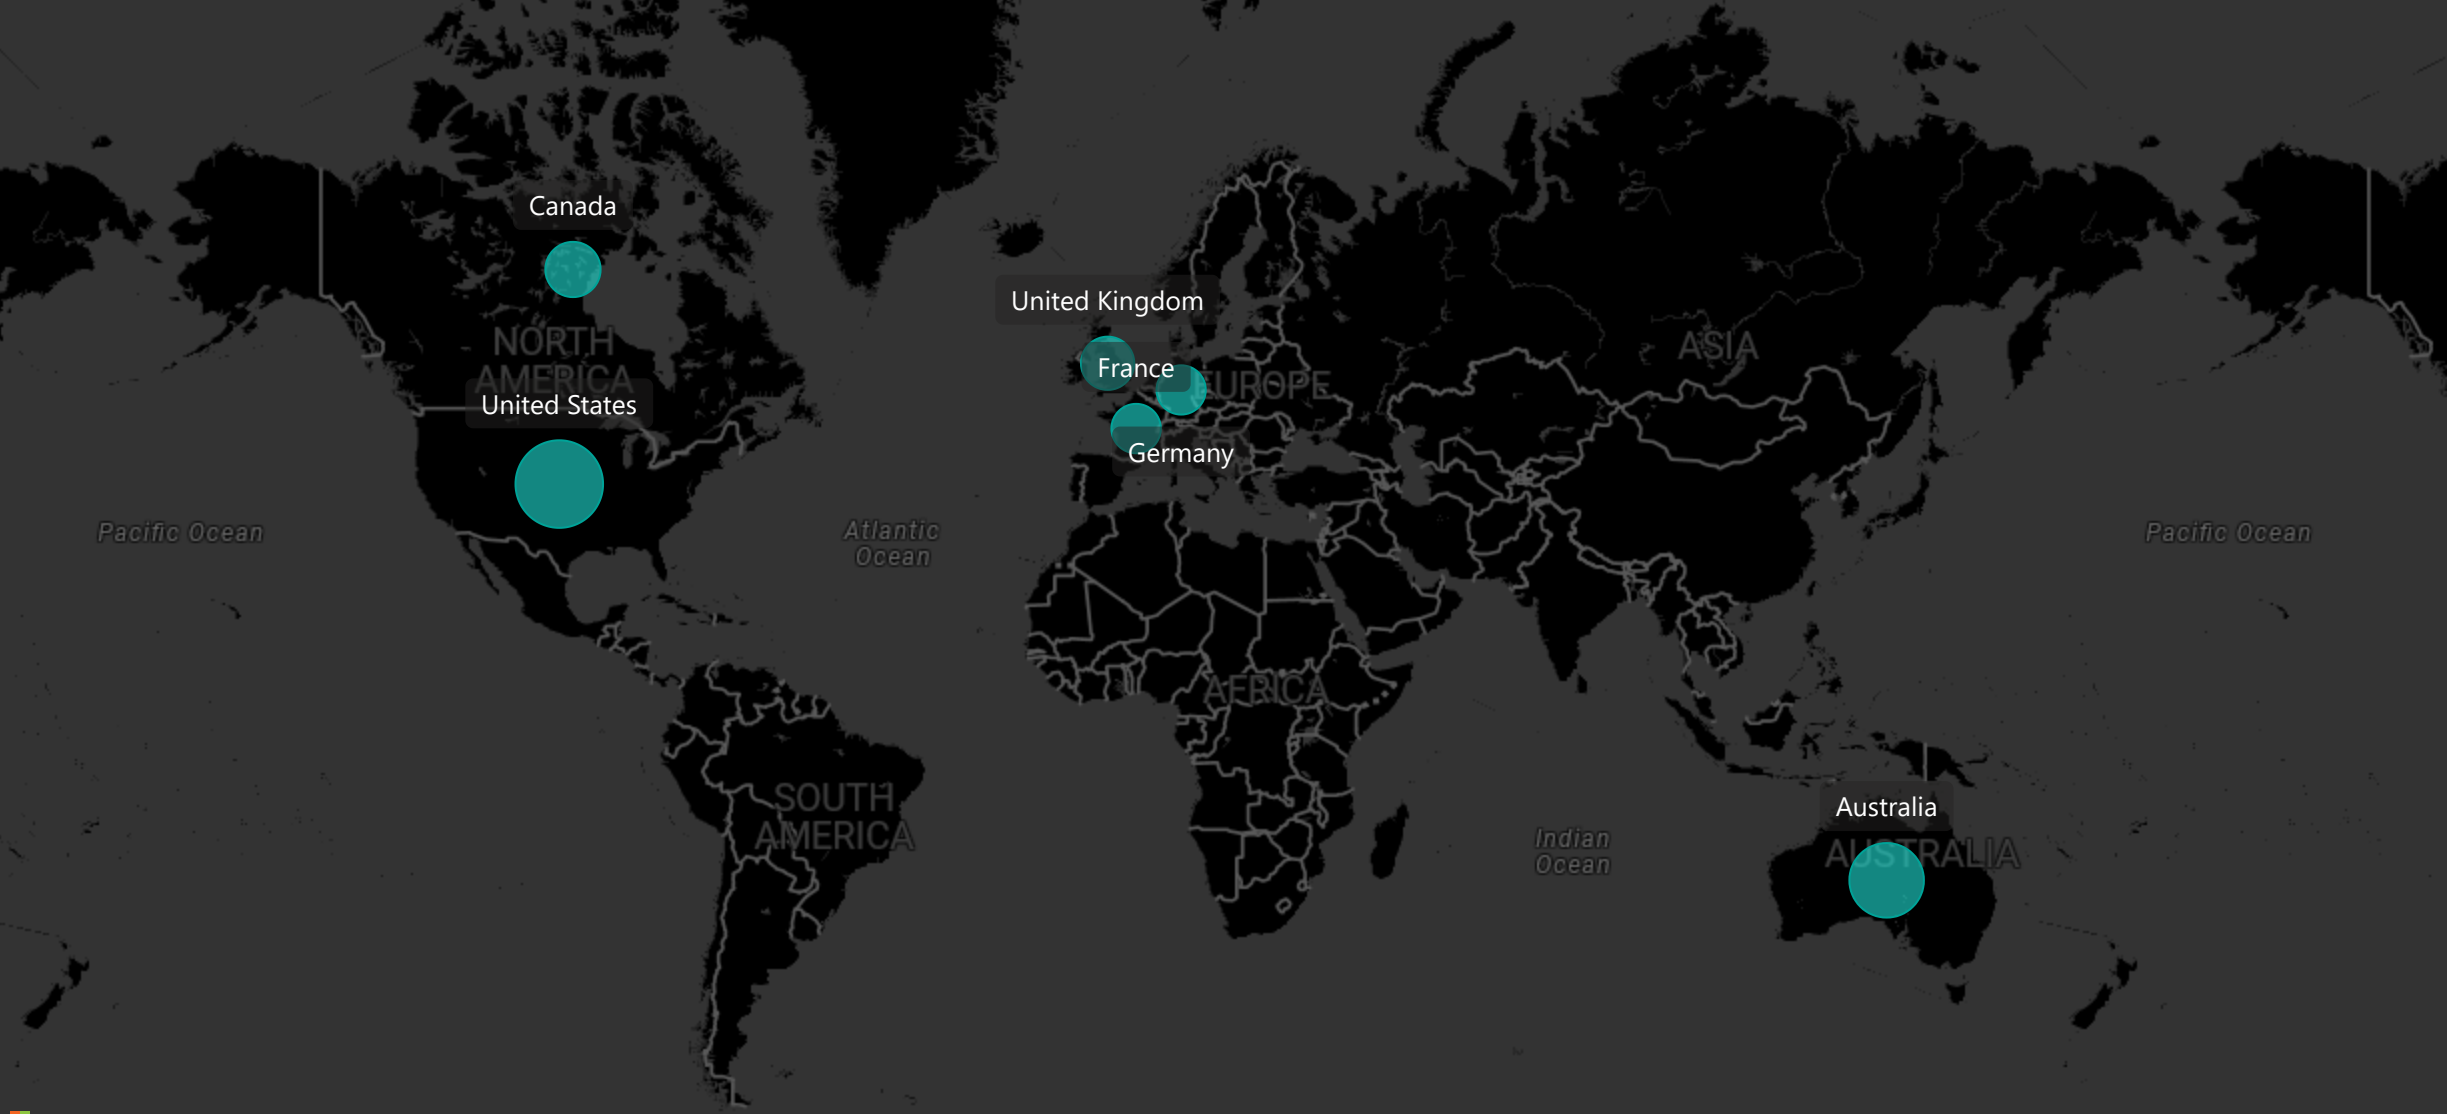 Canada
United Kingdom
NORTH
AMERICA
ASIA
France
EUROPE
United States
Germany
Pacific Ocean
Atlantic
Ocean
Pacific Ocean
AFRICA
SOUTH
AMERICA
Indian
Ocean
Australia
AUSTRALIA